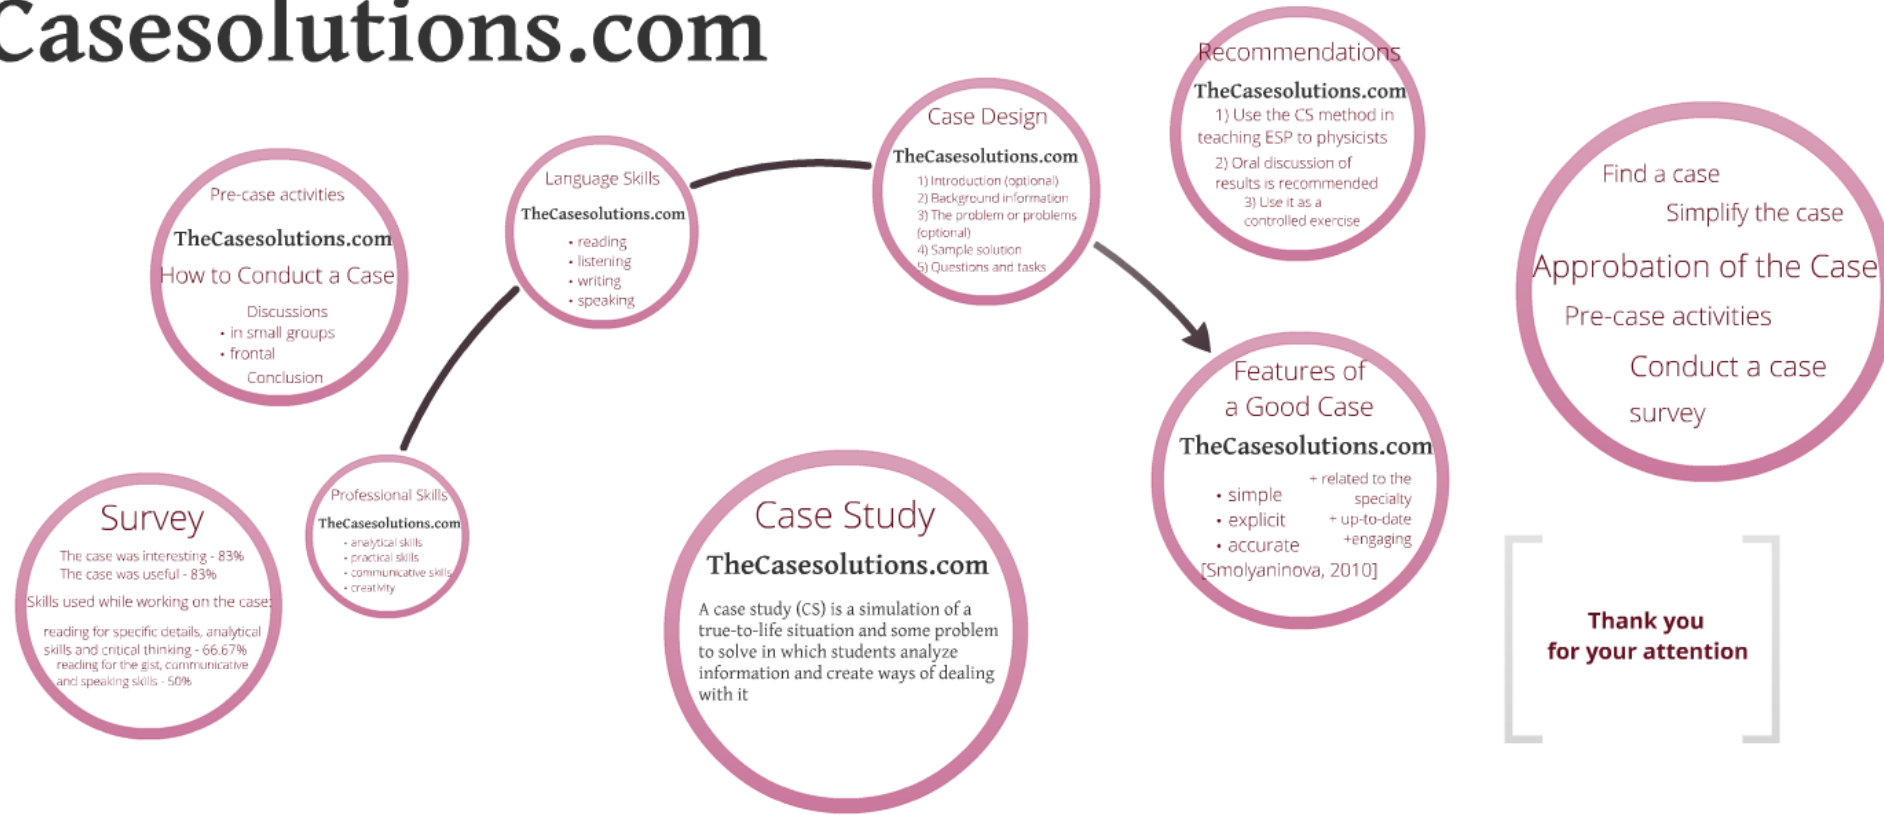 Casesolutions.com
Pre-case activities
TheCasesolutions.com
How to Conduct a Case
Discussions
• in small groups
• frontal
Conclusion
Survey
The case was interesting - 83%
The case was useful - 83%
Skills used while working on the case:
reading for specific details, analytical
skills and critical thinking - 66.67%
reading for the gist, communicative
and speaking skills - 50%
Professional Skills
TheCasesolutions.com
• analytical skills
• practical skills
• communicative skills
• creativity
Language Skills
TheCasesolutions.com
• reading
• listening
• writing
• speaking
Case Design
TheCasesolutions.com
1) Introduction (optional)
2) Background information
3) The problem or problems
(optional)
4) Sample solution
5) Questions and tasks
Case Study
TheCasesolutions.com
A case study (CS) is a simulation of a
true-to-life situation and some problem
to solve in which students analyze
information and create ways of dealing
with it
Recommendations
TheCasesolutions.com
1) Use the CS method in
teaching ESP to physicists
2) Oral discussion of
results is recommended
3) Use it as a
controlled exercise
Features of
a Good Case
TheCasesolutions.com
• simple
• explicit
• accurate
+ related to the
specialty
+ up-to-date
+engaging
[Smolyaninova, 2010]
Find a case
Simplify the case
Approbation of the Case
Pre-case activities
Conduct a case
survey
Thank you
for your attention